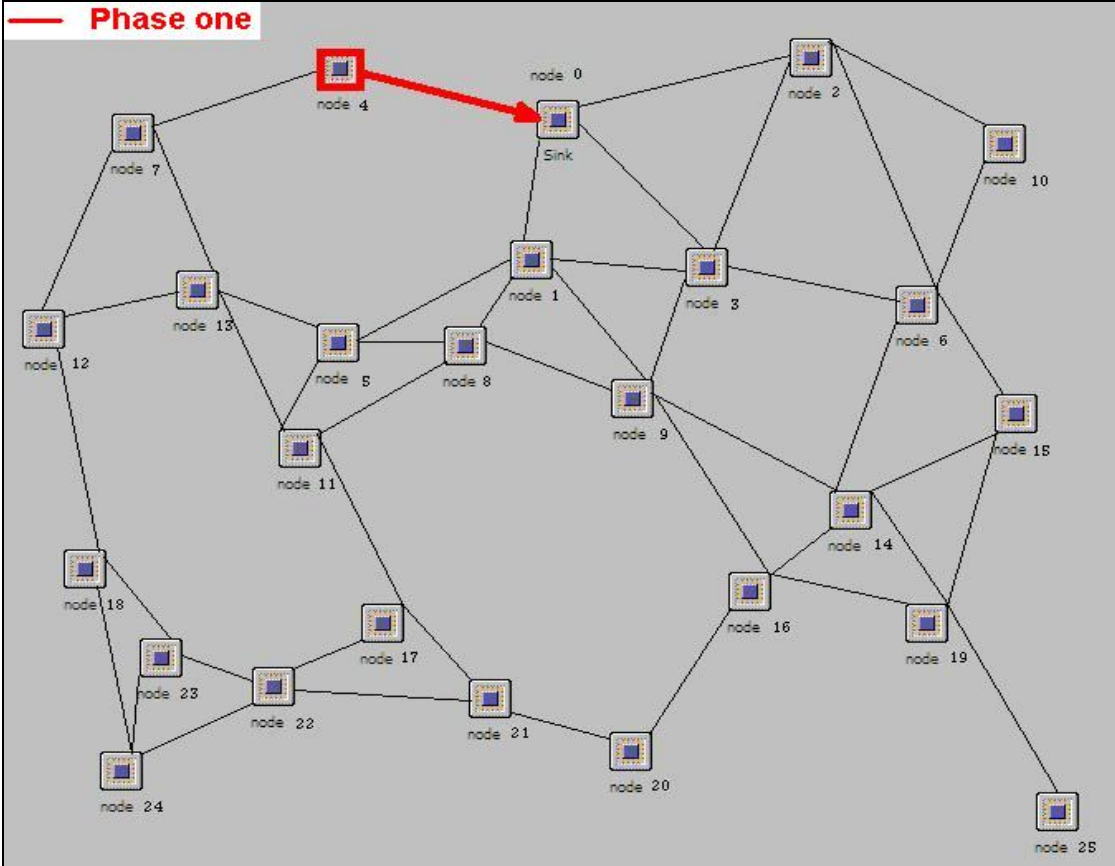 Phase one
node 0
node 4
node 2
Sink
node 7
node 10
node 1
node 3
node 13
node 6
node 12
node 5
node 8
node 9
node 15
node 11
node 14
node 18
node 16
node 17
node 19
node 23
node 22
node 21
node 20
node 24
node 25